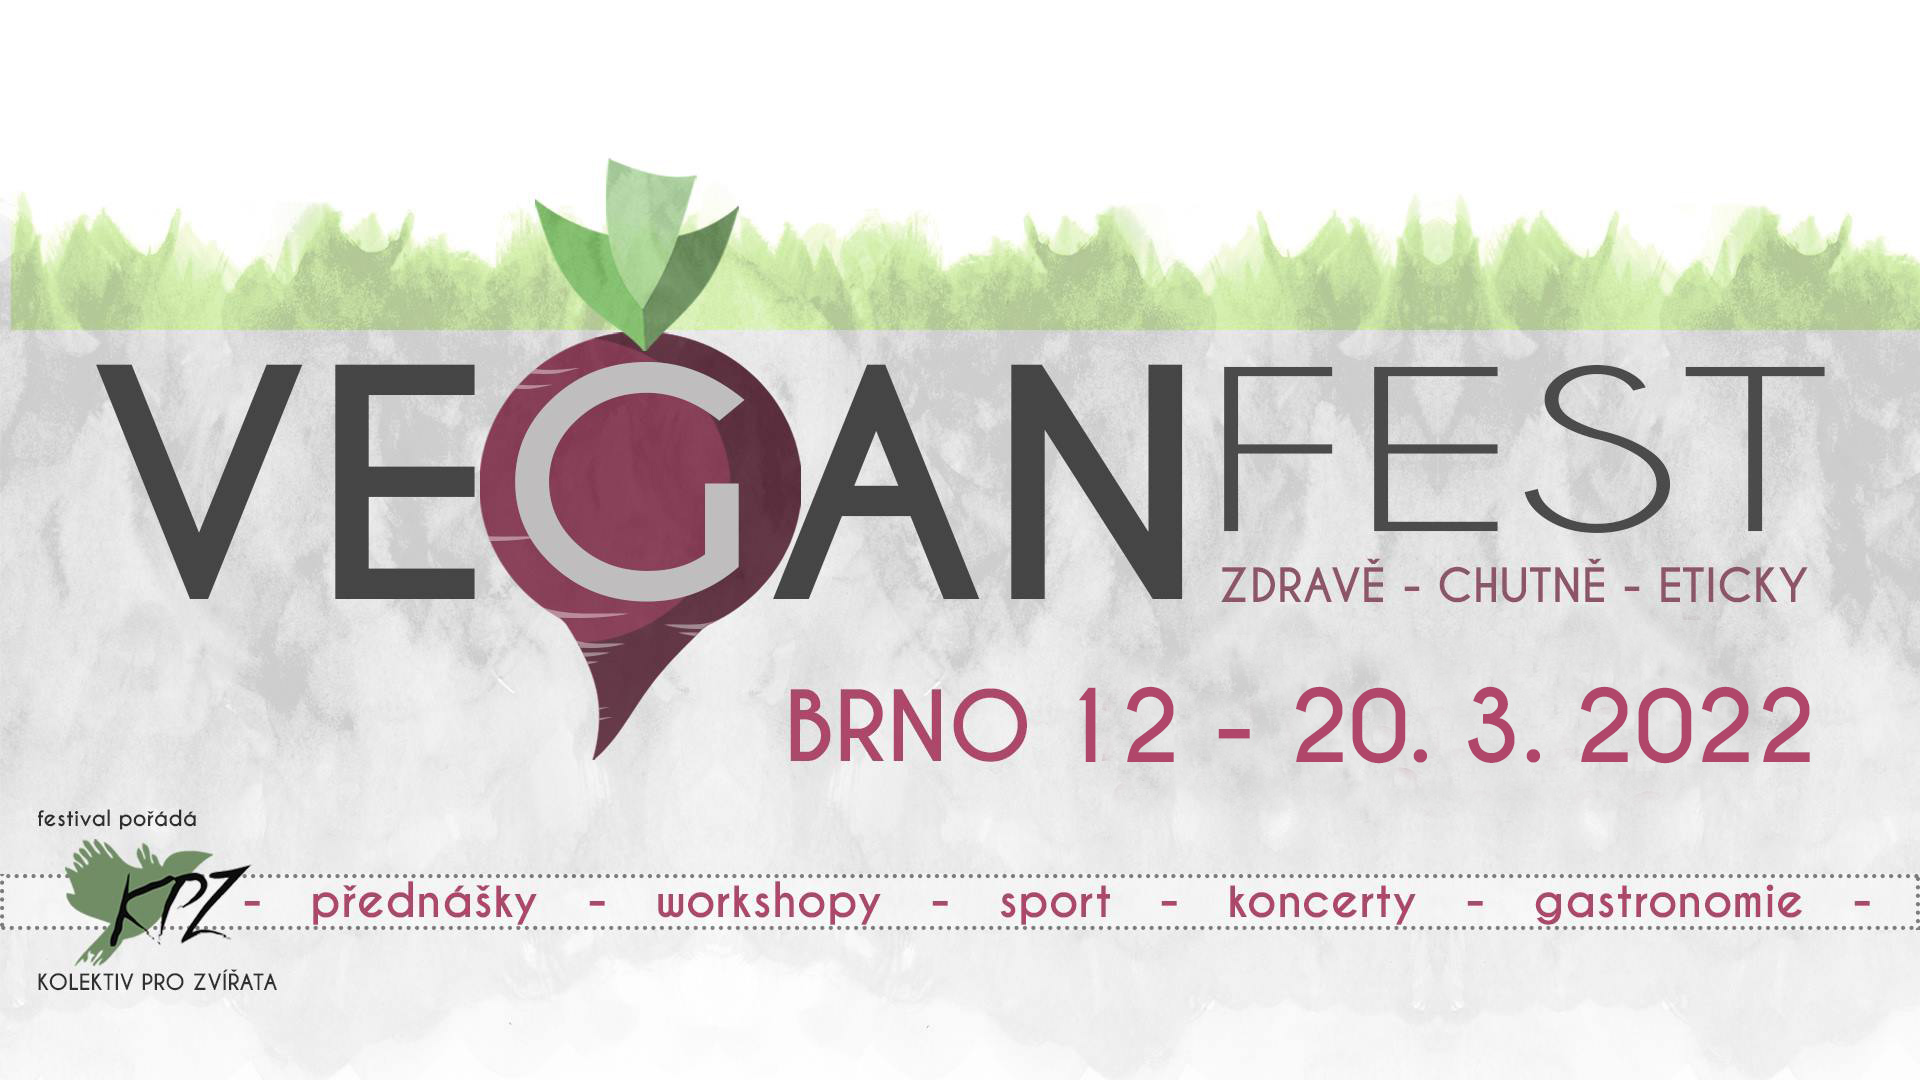 VEGANFEST
ZDRAVĚ - CHUTNĚ - ETICKY
BRNO 12 - 20. 3. 2022
festival pořádá
KPZ
- přednášky - workshopy - sport - koncerty - gastronomie -
KOLEKTIV PRO ZVÍŘATA